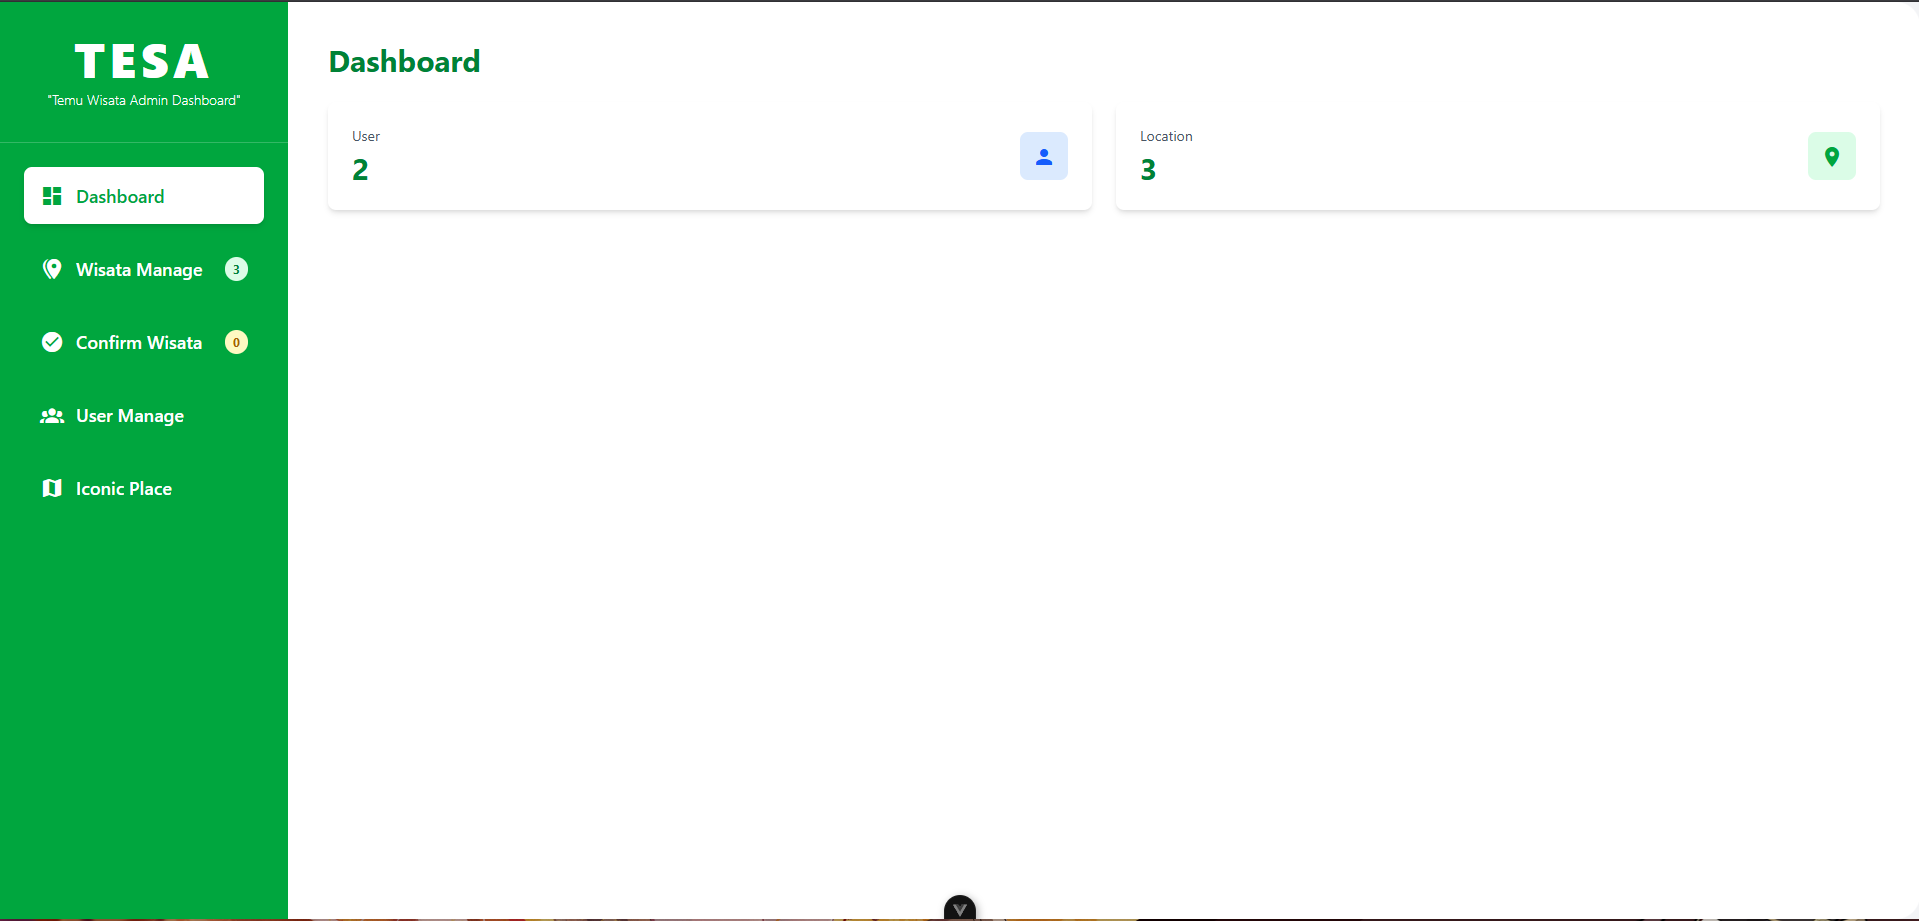 TESA
"Temu Wisata Admin Dashboard"
Dashboard
Wisata Manage 3
Confirm Wisata 0
User Manage
Iconic Place
Dashboard
User
2
Location
3